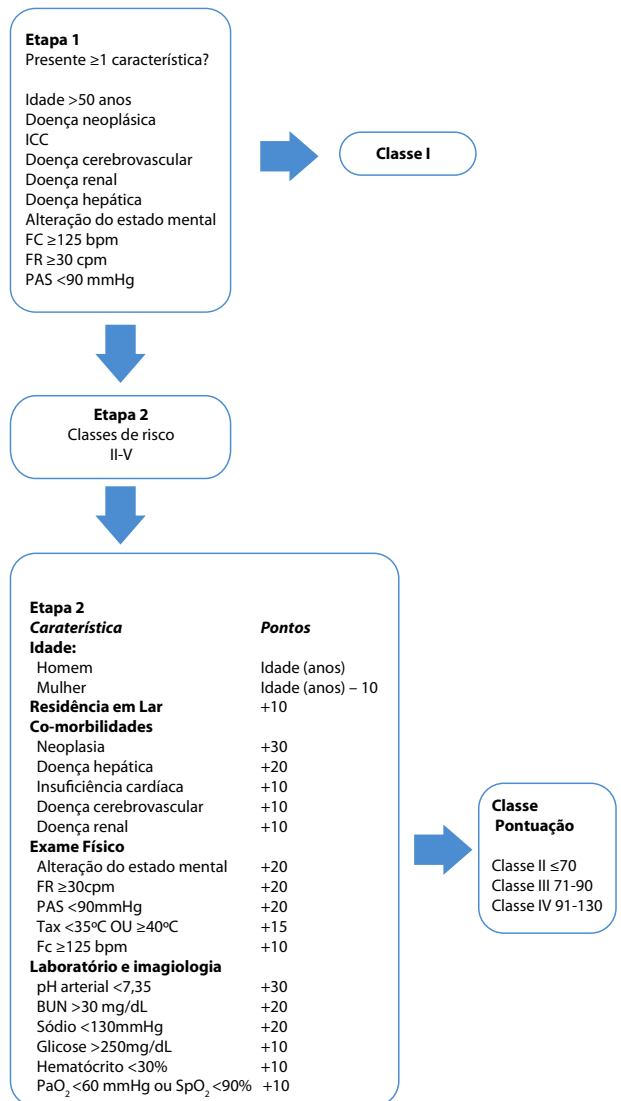 Etapa 1
Presente ≥1 característica?
Idade >50 anos
Doença neoplásica
ICC
Doença cerebrovascular
Doença renal
Doença hepática
Alteração do estado mental
FC ≥125 bpm
FR ≥30 cpm
PAS <90 mmHg
Classe I
Etapa 2
Classes de risco
II-V
Etapa 2
Caraterística Pontos
Idade:
Homem Idade (anos)
Mulher Idade (anos) – 10
Residência em Lar +10
Co-morbilidades
Neoplasia +30
Doença hepática +20
Insuficiência cardíaca +10
Doença cerebrovascular +10
Doença renal +10
Exame Físico
Alteração do estado mental +20
FR ≥30cpm +20
PAS <90mmHg +20
Tax <35ºC OU ≥40ºC +15
Fc ≥125 bpm +10
Laboratório e imagiologia
pH arterial <7,35 +30
BUN >30 mg/dL +20
Sódio <130mmHg +20
Glicose >250mg/dL +10
Hematócrito <30% +10
PaO2 <60 mmHg ou SpO2 <90% +10
Classe
Pontuação
Classe II ≤70
Classe III 71-90
Classe IV 91-130